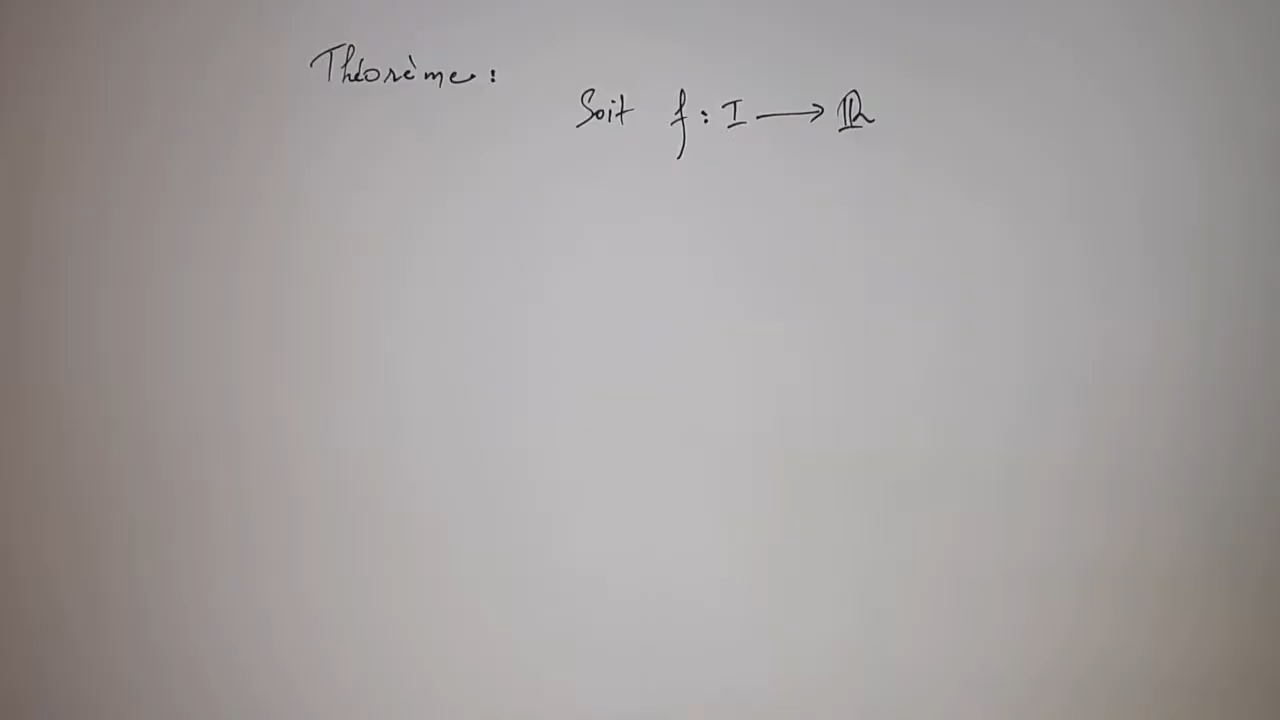 Théorème :
Soit f : I ⟶ ℝ